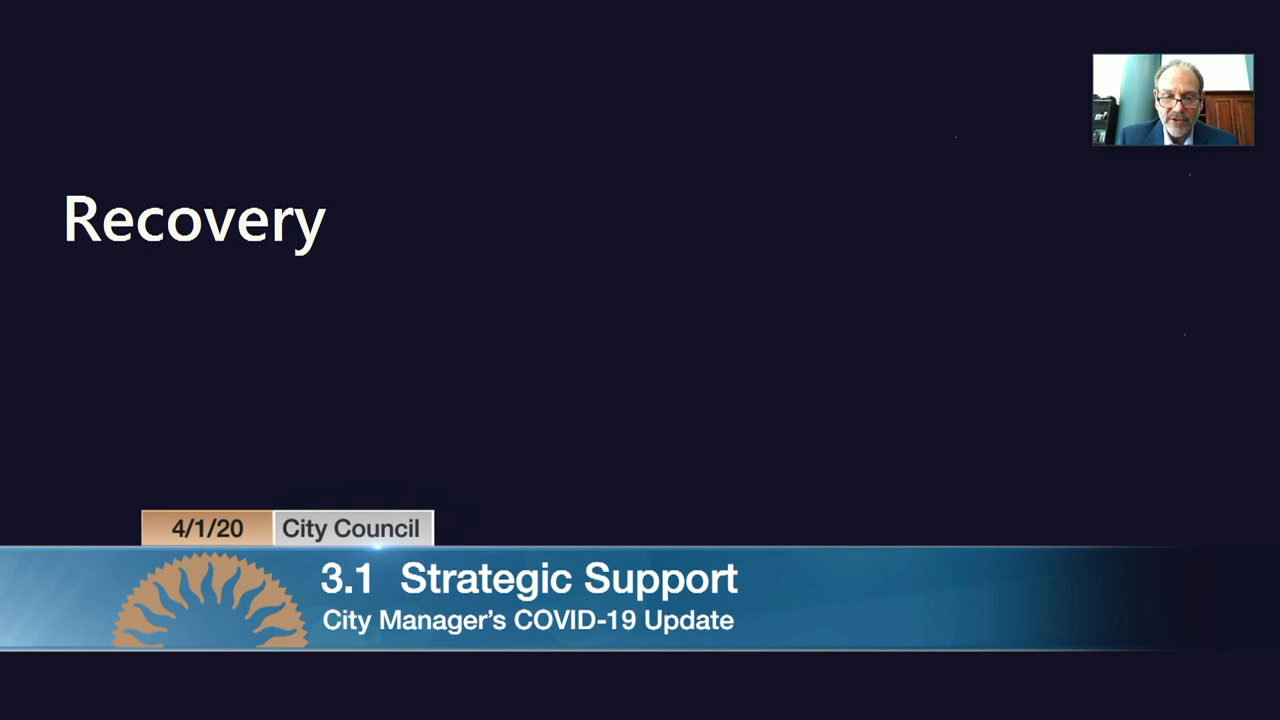 Recovery
4/1/20 City Council
3.1 Strategic Support
City Manager's COVID-19 Update